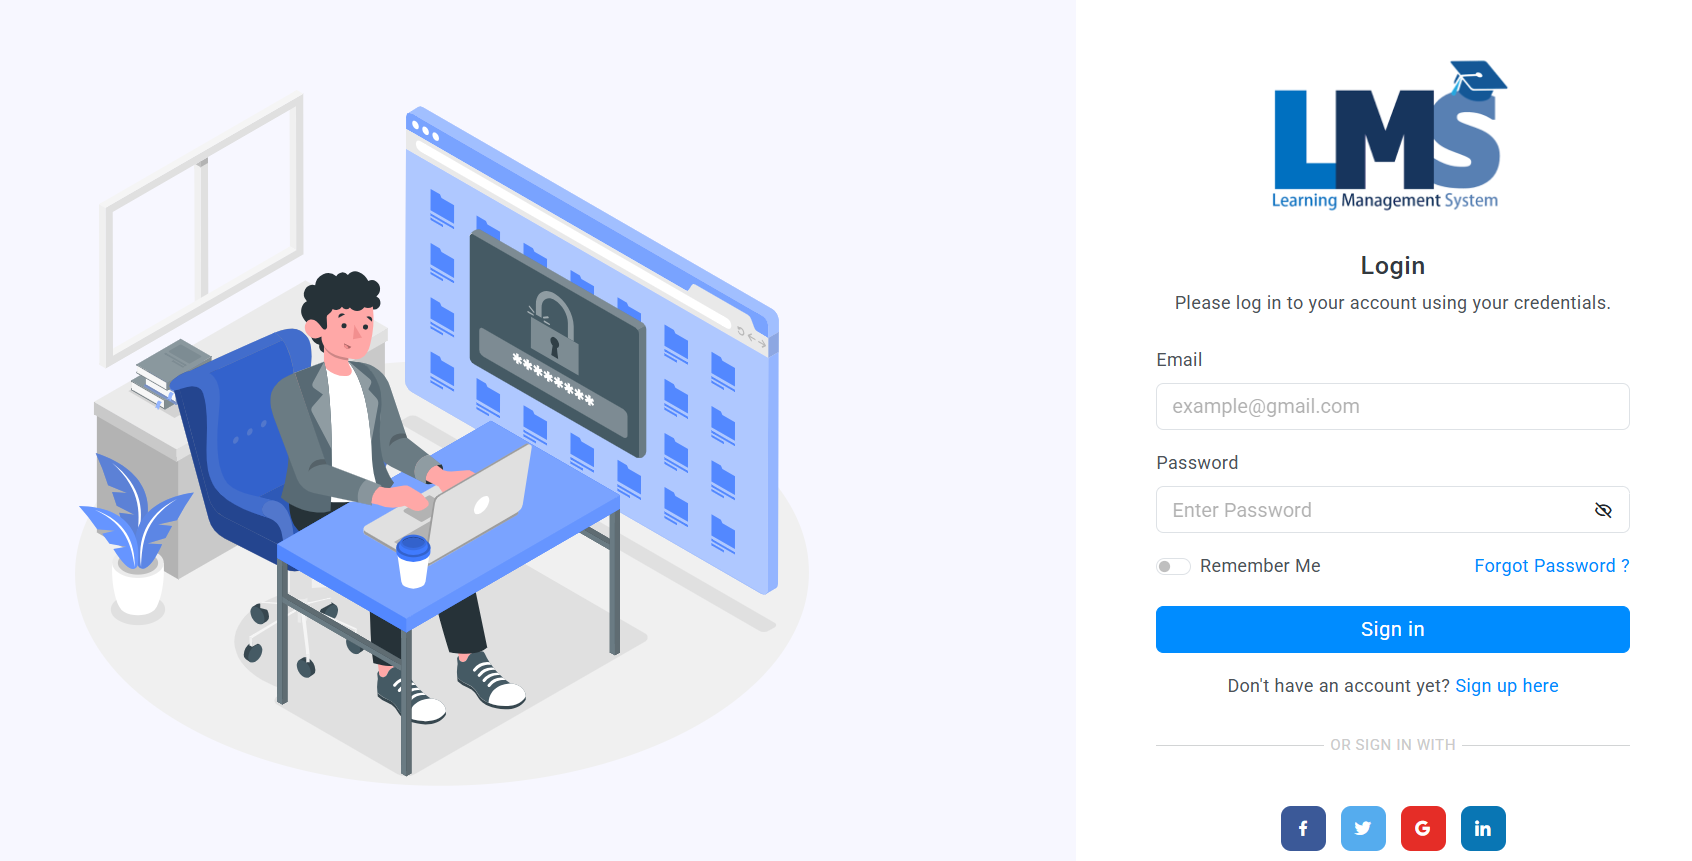 LMS
Learning Management System
Login
Please log in to your account using your credentials.
Email
example@gmail.com
Password
Enter Password
Remember Me
Forgot Password ?
Sign in
Don't have an account yet? Sign up here
OR SIGN IN WITH
********